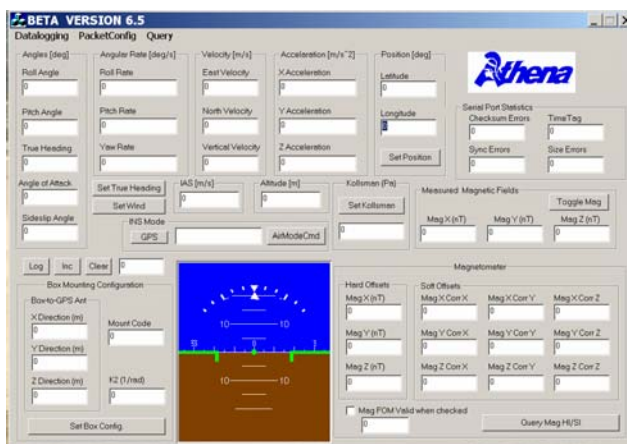 BETA VERSION 6.5
Datalogging PacketConfig Query
Angles [deg]
Roll Angle
0
Pitch Angle
0
True Heading
0
Angle of Attack
0
Sideslip Angle
0
Angular Rate [deg/s]
Roll Rate
0
Pitch Rate
0
Yaw Rate
0
Velocity [m/s]
East Velocity
0
North Velocity
0
Vertical Velocity
0
Acceleration [m/s^2]
X Acceleration
0
Y Acceleration
0
Z Acceleration
0
Position [deg]
Latitude
0
Longitude
0
Set Position
Athena
Serial Port Statistics
Checksum Errors
0
TimeTag
0
Sync Errors
0
Size Errors
0
Set True Heading
Set Wind
IAS [m/s]
0
Altitude [m]
0
Kollsman (Pa)
Set Kollsman
0
Measured Magnetic Fields
Toggle Mag
Mag X (nT)
0
Mag Y (nT)
0
Mag Z (nT)
0
INS Mode
GPS
AirModeCmd
Log Inc Clear 0
Box Mounting Configuration
Box-to-GPS Ant
X Direction (m)
0
Y Direction (m)
0
Z Direction (m)
0
Mount Code
0
K2 (1/rad)
0
Set Box Config.
10 10
0
10 10
Magnetometer
Hard Offsets
Mag X (nT)
0
Mag Y (nT)
0
Mag Z (nT)
0
Soft Offsets
Mag X Corr X Mag X Corr Y Mag X Corr Z
0 0 0
Mag Y Corr X Mag Y Corr Y Mag Y Corr Z
0 0 0
Mag Z Corr X Mag Z Corr Y Mag Z Corr Z
0 0 0
Mag FOM Valid when checked
0
Query Mag HI/SI